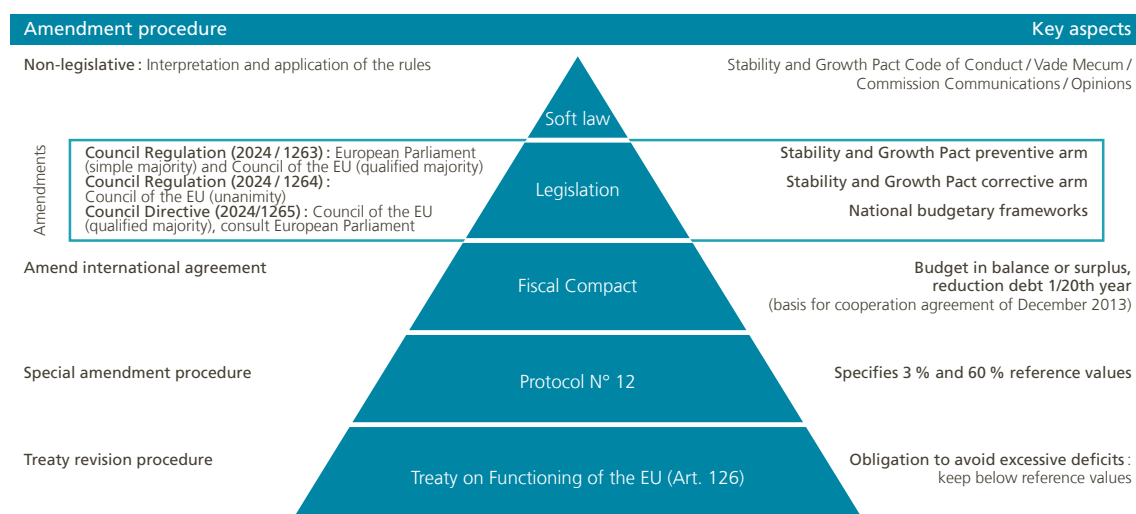 Amendment procedure
Key aspects
Non-legislative : Interpretation and application of the rules
Stability and Growth Pact Code of Conduct / Vade Mecum /
Commission Communications / Opinions
Soft law
Amendments
Council Regulation (2024 / 1263) : European Parliament
(simple majority) and Council of the EU (qualified majority)
Council Regulation (2024 / 1264) :
Council of the EU (unanimity)
Council Directive (2024/1265) : Council of the EU
(qualified majority), consult European Parliament
Legislation
Stability and Growth Pact preventive arm
Stability and Growth Pact corrective arm
National budgetary frameworks
Amend international agreement
Fiscal Compact
Budget in balance or surplus,
reduction debt 1/20th year
(basis for cooperation agreement of December 2013)
Special amendment procedure
Protocol N° 12
Specifies 3 % and 60 % reference values
Treaty revision procedure
Treaty on Functioning of the EU (Art. 126)
Obligation to avoid excessive deficits :
keep below reference values